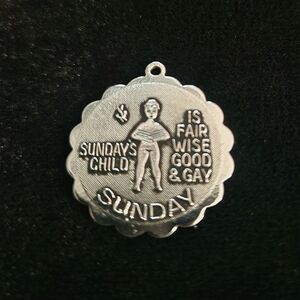 SUNDAY'S
CHILD
IS
FAIR
WISE
GOOD
& GAY
SUNDAY